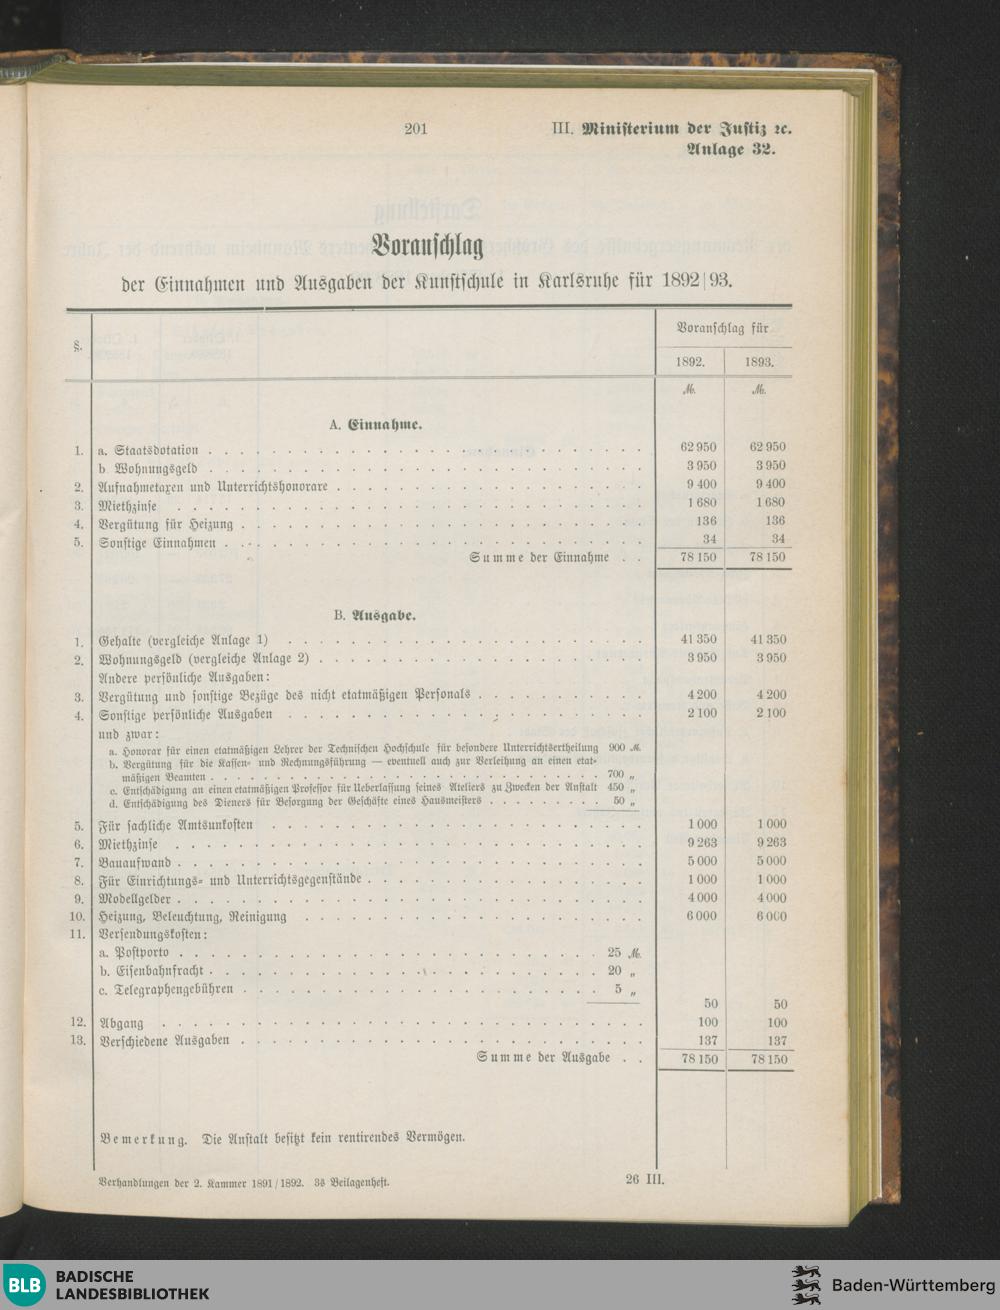 201 III. Ministerium der Justiz ꝛc.
Anlage 32.
Voranschlag
der Einnahmen und Ausgaben der Kunstschule in Karlsruhe für 1892|93.
§. Voranschlag für
1892. 1893.
ℳ. ℳ.
A. Einnahme.
1. a. Staatsdotation 62 950 62 950
b Wohnungsgeld 3 950 3 950
2. Aufnahmetaxen und Unterrichtshonorare 9 400 9 400
3. Miethzinse 1 680 1 680
4. Vergütung für Heizung 136 136
5. Sonstige Einnahmen 34 34
Summe der Einnahme 78 150 78 150
B. Ausgabe.
1. Gehalte (vergleiche Anlage 1) 41 350 41 350
2. Wohnungsgeld (vergleiche Anlage 2) 3 950 3 950
Andere persönliche Ausgaben:
3. Vergütung und sonstige Bezüge des nicht etatmäßigen Personals 4 200 4 200
4. Sonstige persönliche Ausgaben 2 100 2 100
und zwar:
a. Honorar für einen etatmäßigen Lehrer der Technischen Hochschule für besondere Unterrichtsertheilung 900 ℳ.
b. Vergütung für die Kassen- und Rechnungsführung — eventuell auch zur Verleihung an einen etat-
mäßigen Beamten 700 „
c. Entschädigung an einen etatmäßigen Professor für Ueberlassung seines Ateliers zu Zwecken der Anstalt 450 „
d. Entschädigung des Dieners für Besorgung der Geschäfte eines Hausmeisters 50 „
5. Für sachliche Amtsunkosten 1 000 1 000
6. Miethzinse 9 263 9 263
7. Bauaufwand 5 000 5 000
8. Für Einrichtungs- und Unterrichtsgegenstände 1 000 1 000
9. Modellgelder 4 000 4 000
10. Heizung, Beleuchtung, Reinigung 6 000 6 000
11. Versendungskosten:
a. Postporto 25 ℳ.
b. Eisenbahnfracht 20 „
c. Telegraphengebühren 5 „
50 50
12. Abgang 100 100
13. Verschiedene Ausgaben 137 137
Summe der Ausgabe 78 150 78 150
Bemerkung. Die Anstalt besitzt kein rentirendes Vermögen.
Verhandlungen der 2. Kammer 1891/1892. 3s Beilagenheft. 26 III.
BLB BADISCHE
LANDESBIBLIOTHEK
Baden-Württemberg